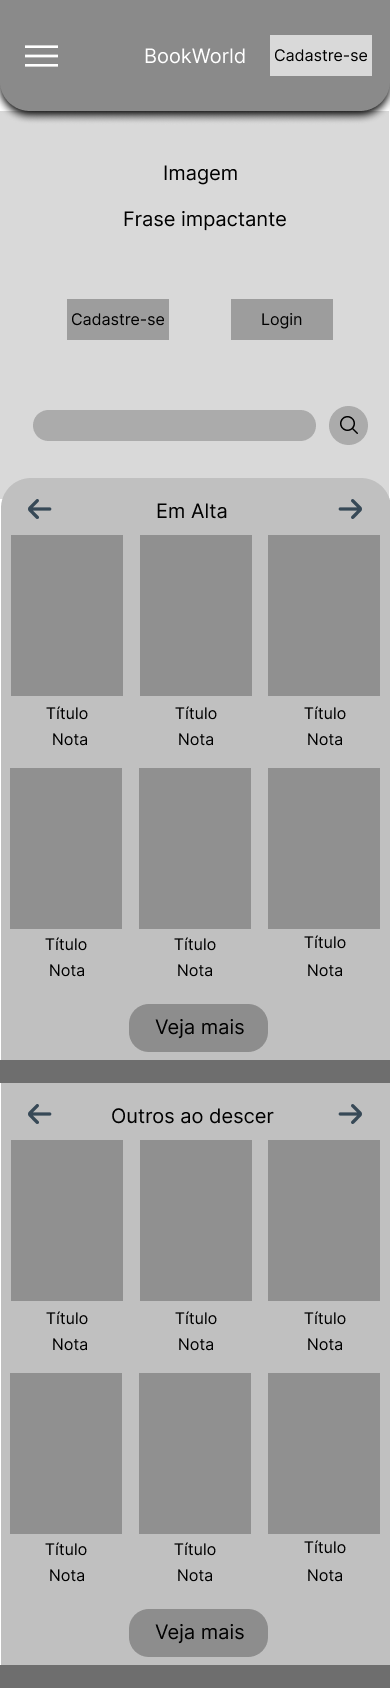 BookWorld
Cadastre-se
Imagem
Frase impactante
Cadastre-se
Login
Em Alta
Título
Título
Título
Nota
Nota
Nota
Título
Título
Título
Nota
Nota
Nota
Veja mais
Outros ao descer
Título
Título
Título
Nota
Nota
Nota
Título
Título
Título
Nota
Nota
Nota
Veja mais